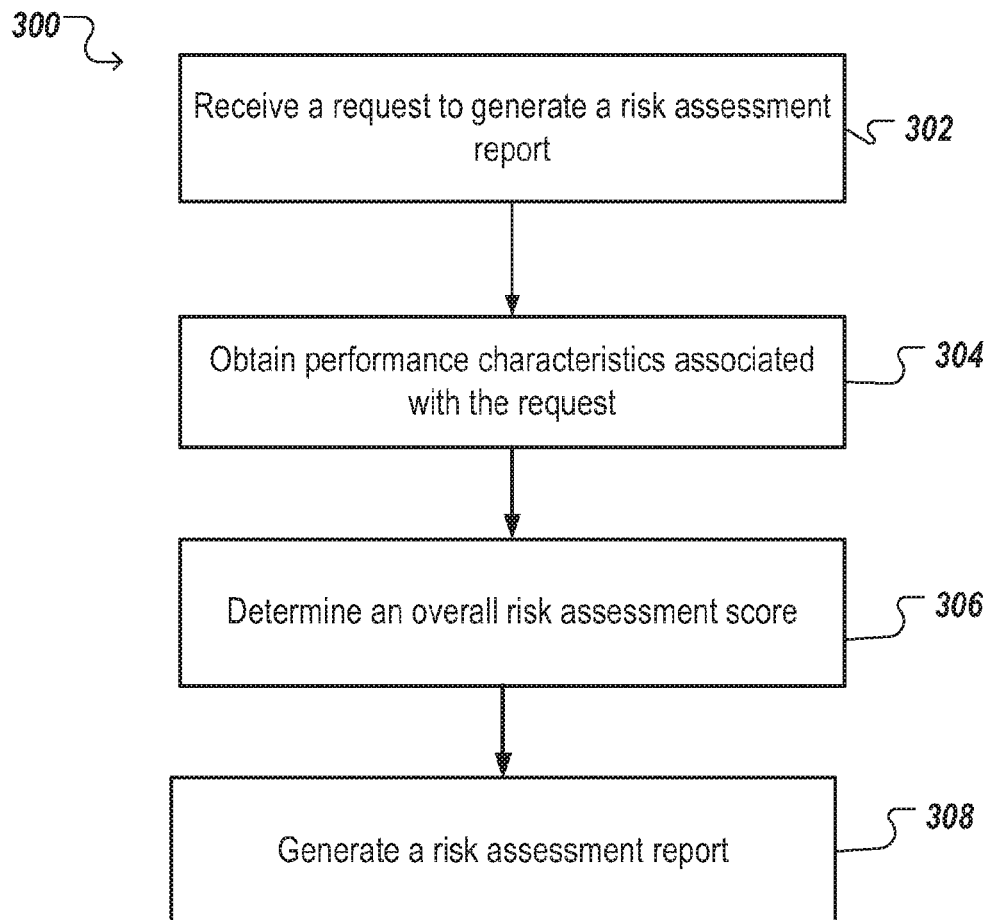 300
Receive a request to generate a risk assessment
report
302
Obtain performance characteristics associated
with the request
304
Determine an overall risk assessment score
306
Generate a risk assessment report
308